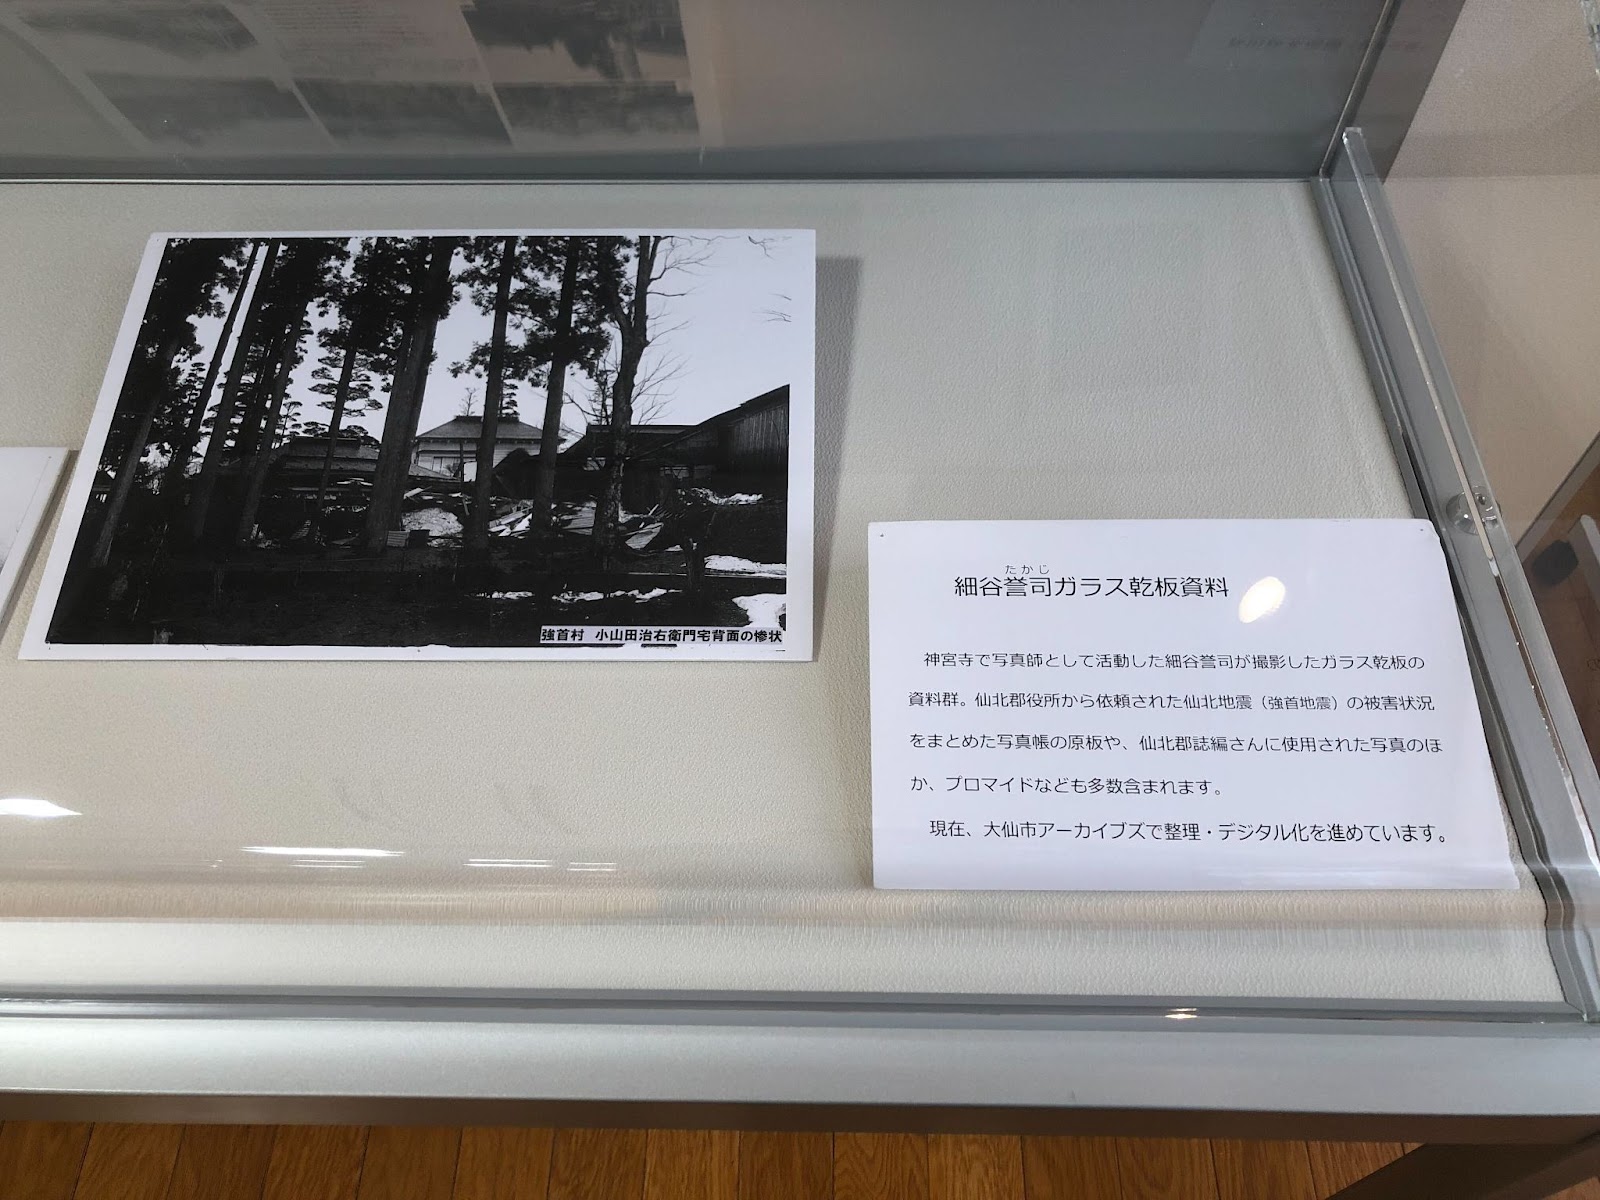 強首村 小山田治右衛門宅背面の惨状
たかじ
細谷誉司ガラス乾板資料
神宮寺で写真師として活動した細谷誉司が撮影したガラス乾板の
資料群。仙北郡役所から依頼された仙北地震（強首地震）の被害状況
をまとめた写真帳の原板や、仙北郡誌編さんに使用された写真のほ
か、プロマイドなども多数含まれます。
現在、大仙市アーカイブズで整理・デジタル化を進めています。